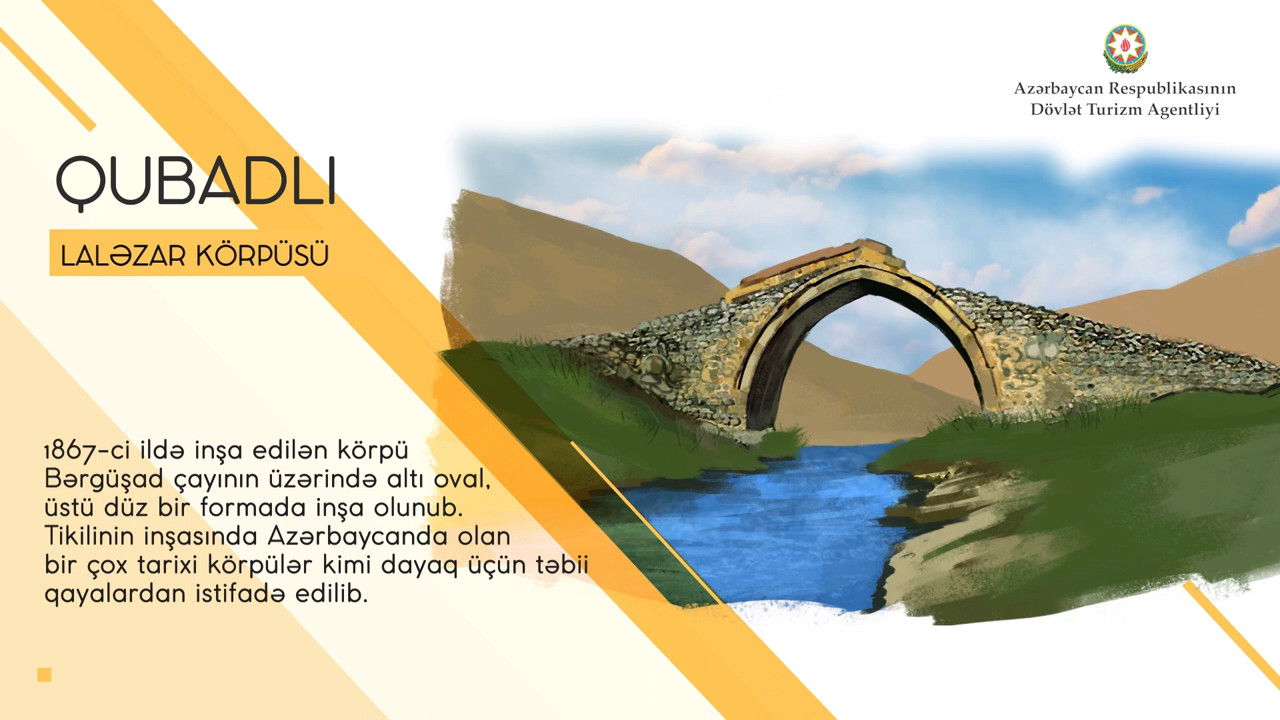 Azərbaycan Respublikasının
Dövlət Turizm Agentliyi
QUBADLI
LALƏZAR KÖRPÜSÜ
1867-ci ildə inşa edilən körpü
Bərgüşad çayının üzərində altı oval,
üstü düz bir formada inşa olunub.
Tikilinin inşasında Azərbaycanda olan
bir çox tarixi körpülər kimi dayaq üçün təbii
qayalardan istifadə edilib.